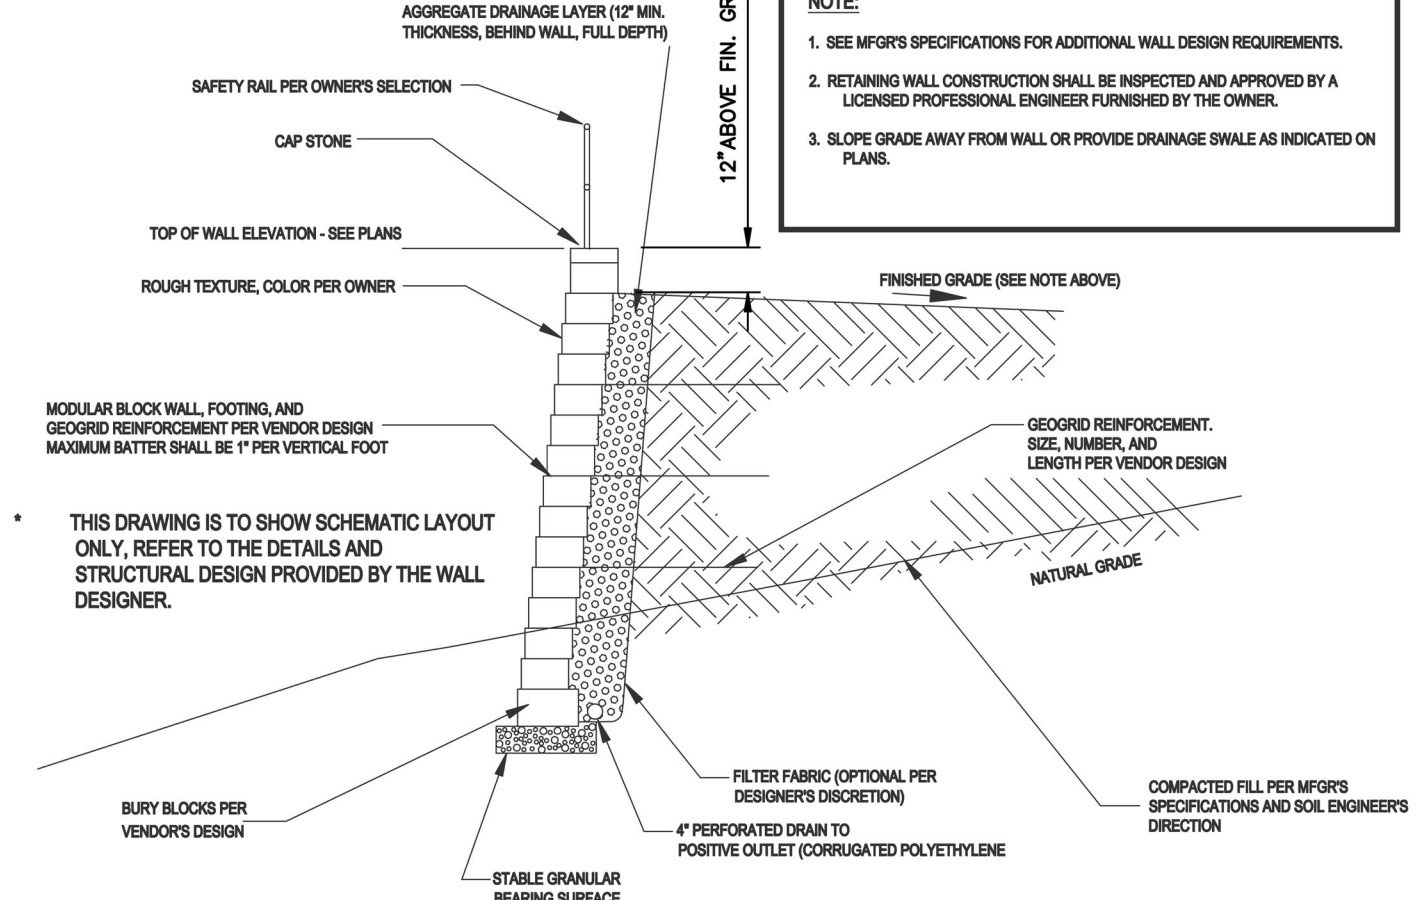 AGGREGATE DRAINAGE LAYER (12" MIN.
THICKNESS, BEHIND WALL, FULL DEPTH)
SAFETY RAIL PER OWNER'S SELECTION
CAP STONE
TOP OF WALL ELEVATION - SEE PLANS
ROUGH TEXTURE, COLOR PER OWNER
MODULAR BLOCK WALL, FOOTING, AND
GEOGRID REINFORCEMENT PER VENDOR DESIGN
MAXIMUM BATTER SHALL BE 1" PER VERTICAL FOOT
* THIS DRAWING IS TO SHOW SCHEMATIC LAYOUT
ONLY, REFER TO THE DETAILS AND
STRUCTURAL DESIGN PROVIDED BY THE WALL
DESIGNER.
12" ABOVE FIN. GR
NOTE:
1. SEE MFGR'S SPECIFICATIONS FOR ADDITIONAL WALL DESIGN REQUIREMENTS.
2. RETAINING WALL CONSTRUCTION SHALL BE INSPECTED AND APPROVED BY A
LICENSED PROFESSIONAL ENGINEER FURNISHED BY THE OWNER.
3. SLOPE GRADE AWAY FROM WALL OR PROVIDE DRAINAGE SWALE AS INDICATED ON
PLANS.
FINISHED GRADE (SEE NOTE ABOVE)
GEOGRID REINFORCEMENT.
SIZE, NUMBER, AND
LENGTH PER VENDOR DESIGN
NATURAL GRADE
BURY BLOCKS PER
VENDOR'S DESIGN
FILTER FABRIC (OPTIONAL PER
DESIGNER'S DISCRETION)
4" PERFORATED DRAIN TO
POSITIVE OUTLET (CORRUGATED POLYETHYLENE
COMPACTED FILL PER MFGR'S
SPECIFICATIONS AND SOIL ENGINEER'S
DIRECTION
STABLE GRANULAR
BEARING SURFACE